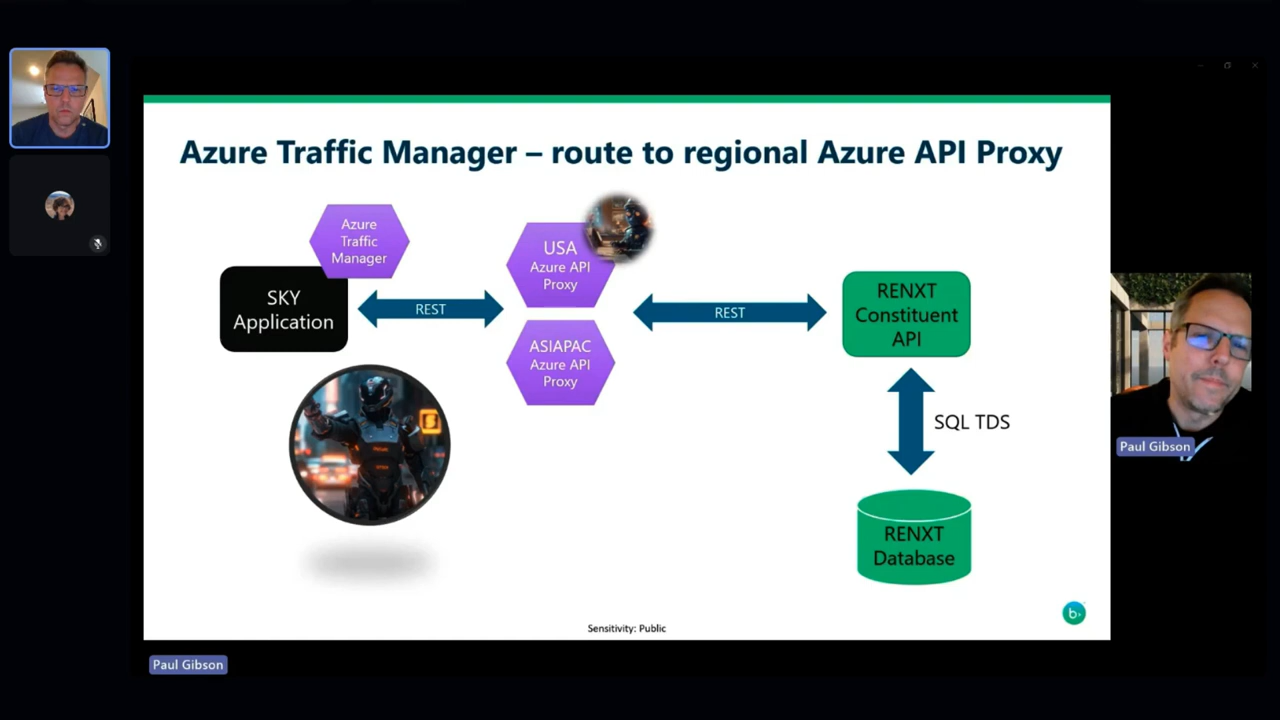 Azure Traffic Manager – route to regional Azure API Proxy
Azure
Traffic
Manager
SKY
Application
REST
USA
Azure API
Proxy
ASIAPAC
Azure API
Proxy
REST
RENXT
Constituent
API
SQL TDS
RENXT
Database
Sensitivity: Public
b
Paul Gibson
Paul Gibson